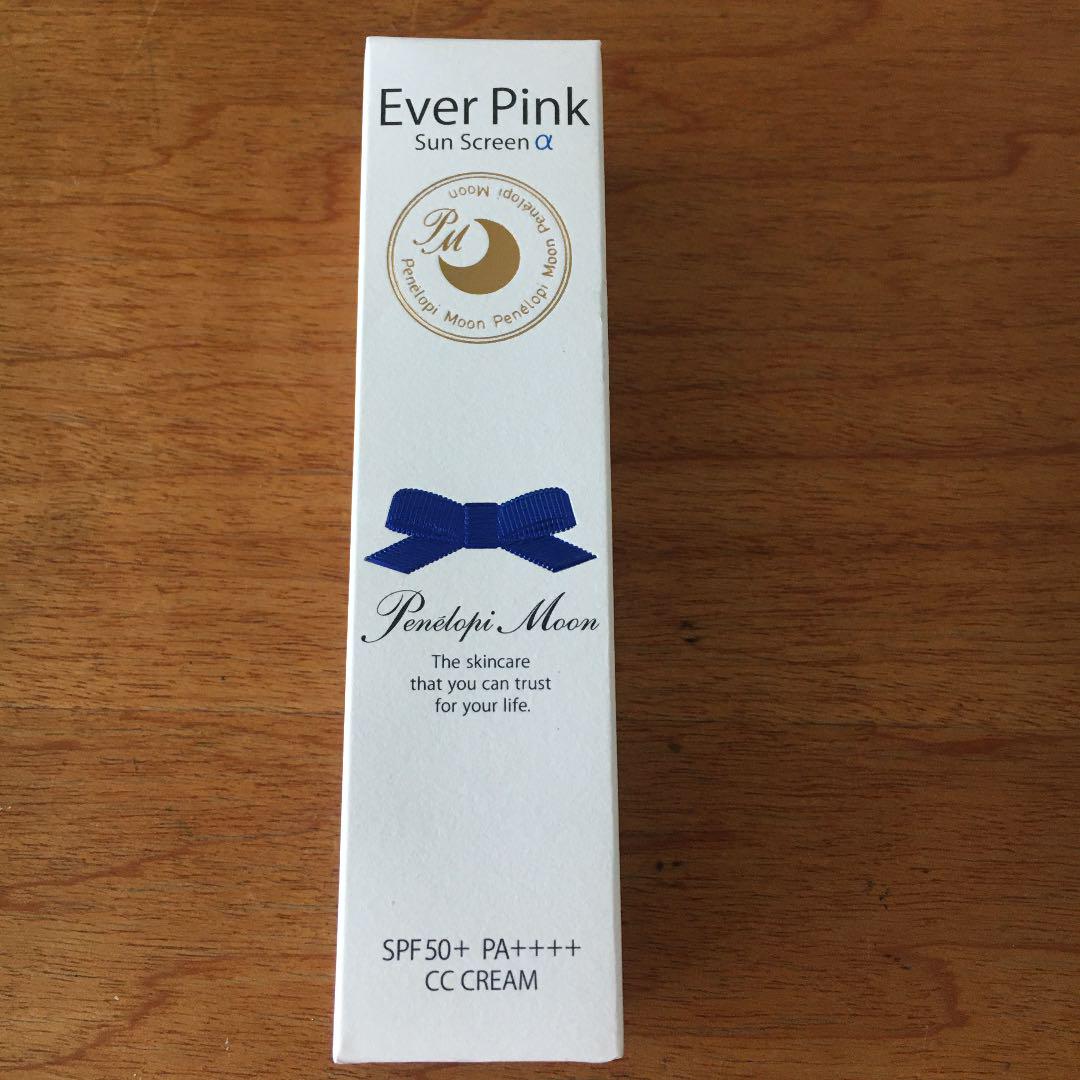 Ever Pink
Sun Screen α
Penélopi Moon Penélopi Moon Penélopi Moon
PM
Penélopi Moon
The skincare
that you can trust
for your life.
SPF50+ PA++++
CC CREAM